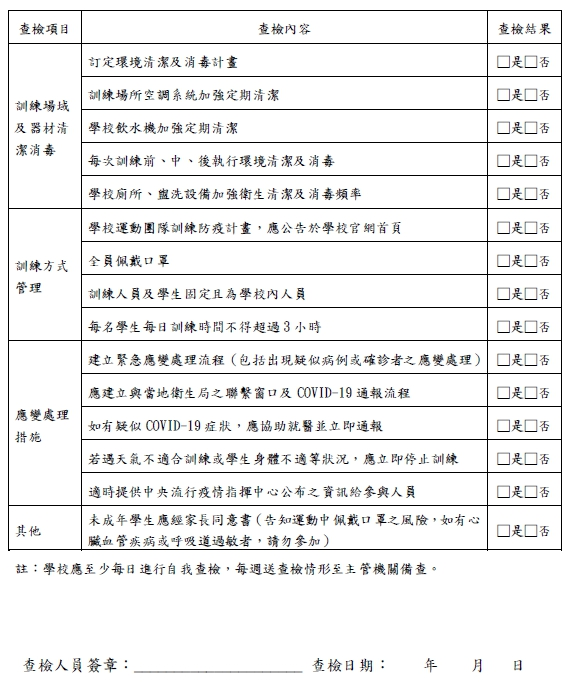 查檢項目 查檢內容 查檢結果
訓練場域及器材清潔消毒
訂定環境清潔及消毒計畫 □是□否
訓練場所空調系統加強定期清潔 □是□否
學校飲水機加強定期清潔 □是□否
每次訓練前、中、後執行環境清潔及消毒 □是□否
學校廁所、盥洗設備加強衛生清潔及消毒頻率 □是□否
訓練方式管理
學校運動團隊訓練防疫計畫，應公告於學校官網首頁 □是□否
全員佩戴口罩 □是□否
訓練人員及學生固定且為學校內人員 □是□否
每名學生每日訓練時間不得超過3小時 □是□否
應變處理措施
建立緊急應變處理流程（包括出現疑似病例或確診者之應變處理） □是□否
應建立與當地衛生局之聯繫窗口及 COVID-19 通報流程 □是□否
如有疑似 COVID-19 症狀，應協助就醫並立即通報 □是□否
若遇天氣不適合訓練或學生身體不適等狀況，應立即停止訓練 □是□否
適時提供中央流行疫情指揮中心公布之資訊給參與人員 □是□否
其他
未成年學生應經家長同意書（告知運動中佩戴口罩之風險，如有心
臟血管疾病或呼吸道過敏者，請勿參加） □是□否
註：學校應至少每日進行自我查檢，每週送查檢情形至主管機關備查。
查檢人員簽章：____________________ 查檢日期： 年 月 日